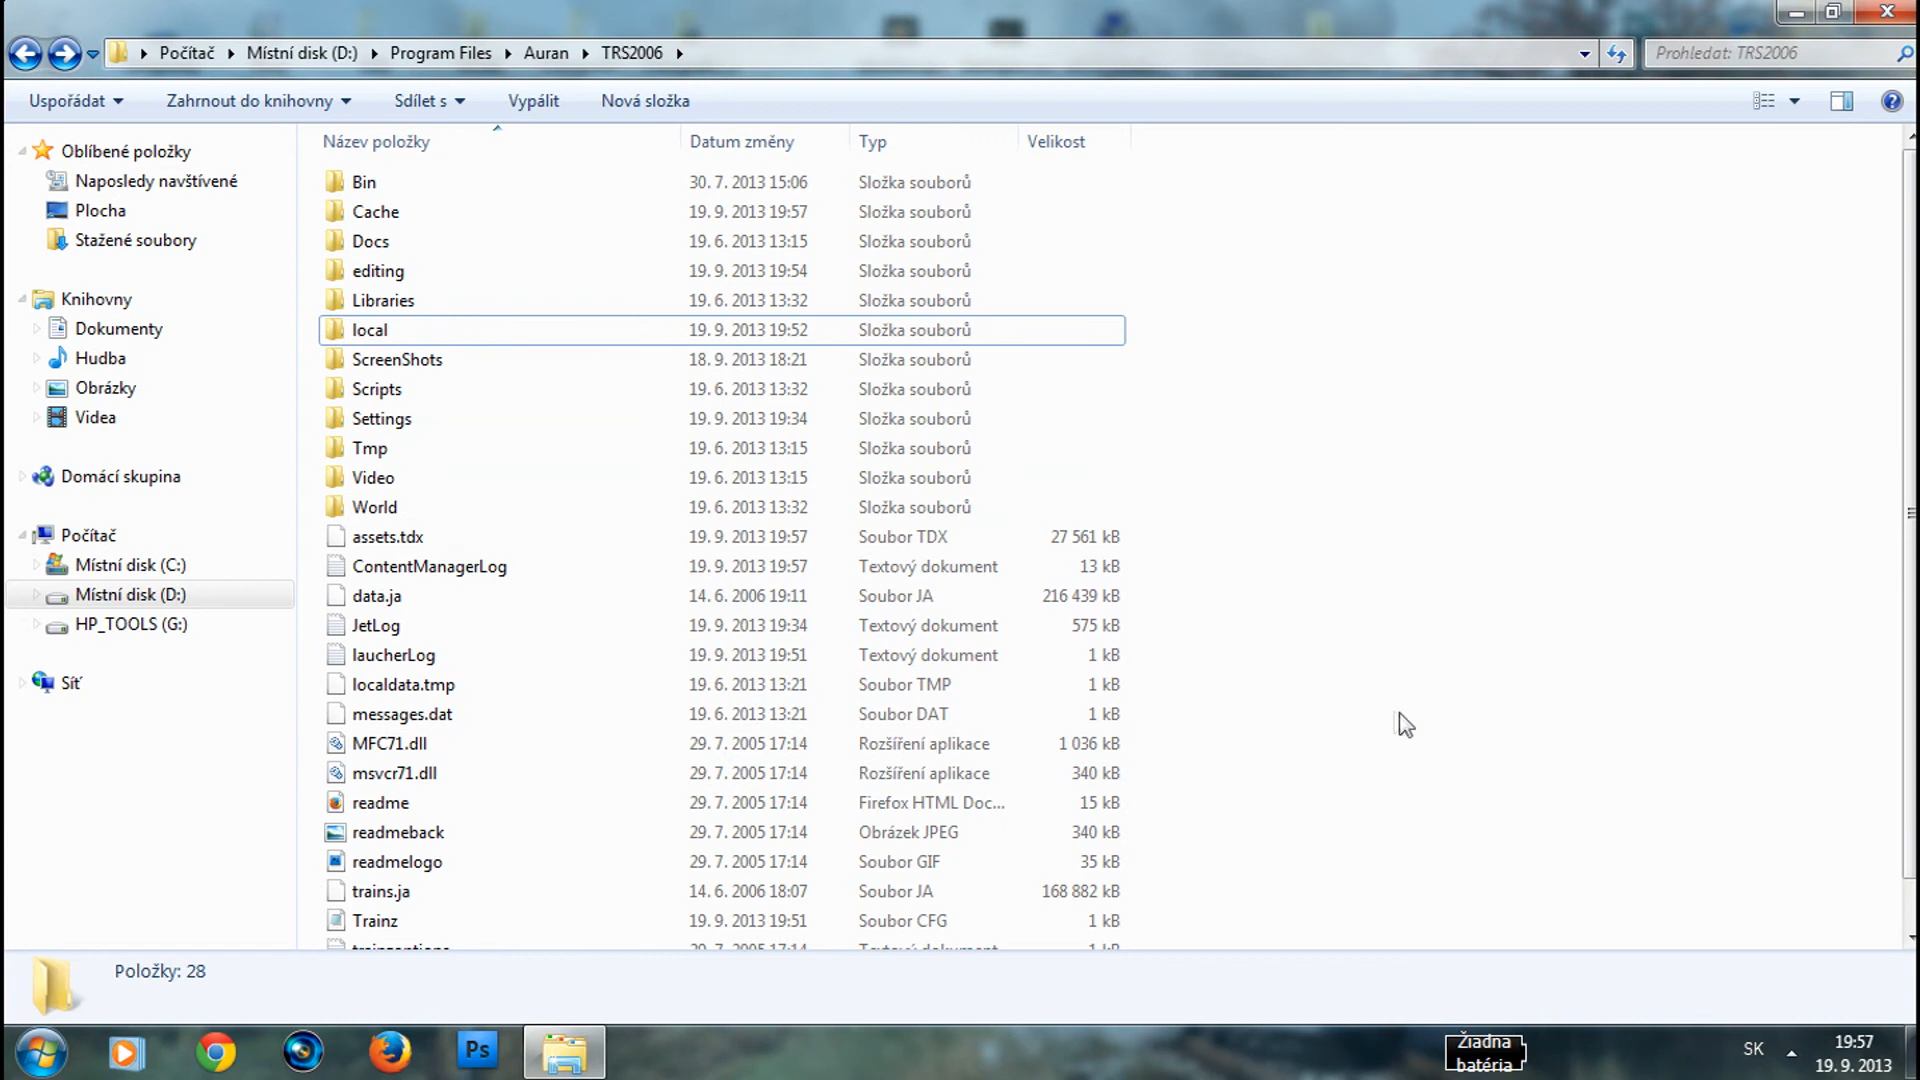 Počítač Místní disk (D:) Program Files Auran TRS2006 Prohledat: TRS2006
Uspořádat Zahrnout do knihovny Sdílet s Vypálit Nová složka
Oblíbené položky
Naposledy navštívené
Plocha
Stažené soubory
Knihovny
Dokumenty
Hudba
Obrázky
Videa
Domácí skupina
Počítač
Místní disk (C:)
Místní disk (D:)
HP_TOOLS (G:)
Síť
Název položky Datum změny Typ Velikost
Bin 30. 7. 2013 15:06 Složka souborů
Cache 19. 9. 2013 19:57 Složka souborů
Docs 19. 6. 2013 13:15 Složka souborů
editing 19. 9. 2013 19:54 Složka souborů
Libraries 19. 6. 2013 13:32 Složka souborů
local 19. 9. 2013 19:52 Složka souborů
ScreenShots 18. 9. 2013 18:21 Složka souborů
Scripts 19. 6. 2013 13:32 Složka souborů
Settings 19. 9. 2013 19:34 Složka souborů
Tmp 19. 6. 2013 13:15 Složka souborů
Video 19. 6. 2013 13:15 Složka souborů
World 19. 6. 2013 13:32 Složka souborů
assets.tdx 19. 9. 2013 19:57 Soubor TDX 27 561 kB
ContentManagerLog 19. 9. 2013 19:57 Textový dokument 13 kB
data.ja 14. 6. 2006 19:11 Soubor JA 216 439 kB
JetLog 19. 9. 2013 19:34 Textový dokument 575 kB
laucherLog 19. 9. 2013 19:51 Textový dokument 1 kB
localdata.tmp 19. 6. 2013 13:21 Soubor TMP 1 kB
messages.dat 19. 6. 2013 13:21 Soubor DAT 1 kB
MFC71.dll 29. 7. 2005 17:14 Rozšíření aplikace 1 036 kB
msvcr71.dll 29. 7. 2005 17:14 Rozšíření aplikace 340 kB
readme 29. 7. 2005 17:14 Firefox HTML Doc... 15 kB
readmeback 29. 7. 2005 17:14 Obrázek JPEG 340 kB
readmelogo 29. 7. 2005 17:14 Soubor GIF 35 kB
trains.ja 14. 6. 2006 18:07 Soubor JA 168 882 kB
Trainz 19. 9. 2013 19:51 Soubor CFG 1 kB
Položky: 28
Ps
Žiadna
batéria
SK
19:57
19. 9. 2013